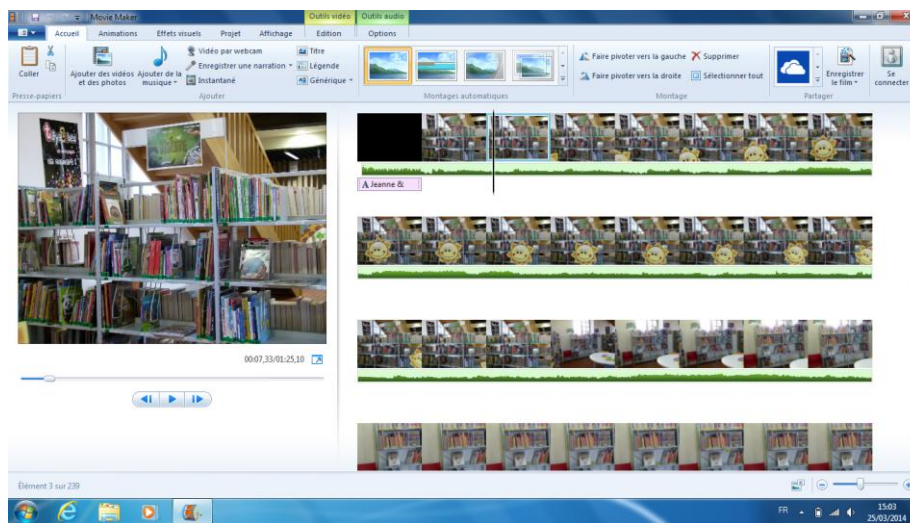 Movie Maker
Outils vidéo Outils audio
Accueil Animations Effets visuels Projet Affichage Edition Options
Coller
Ajouter des vidéos et des photos
Ajouter de la musique
Vidéo par webcam
Enregistrer une narration
Instantané
Titre
Légende
Générique
Faire pivoter vers la gauche
Faire pivoter vers la droite
Supprimer
Sélectionner tout
Enregistrer le film
Se connecter
Presse-papiers Ajouter Montages automatiques Montage Partager
A Jeanne &
00:07,33/01:25,10
Élément 3 sur 239
FR
15:03
25/03/2014